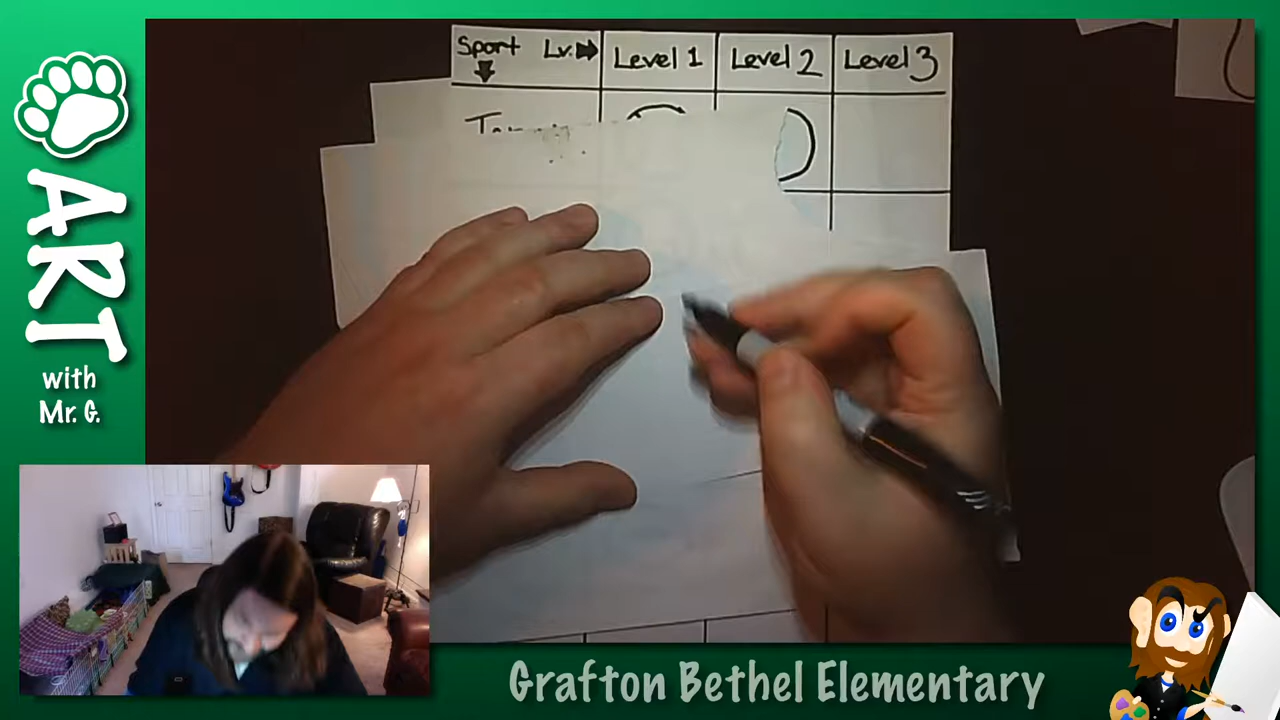 ART
with
Mr. G.
Sport Lv.
Level 1
Level 2
Level 3
Grafton Bethel Elementary